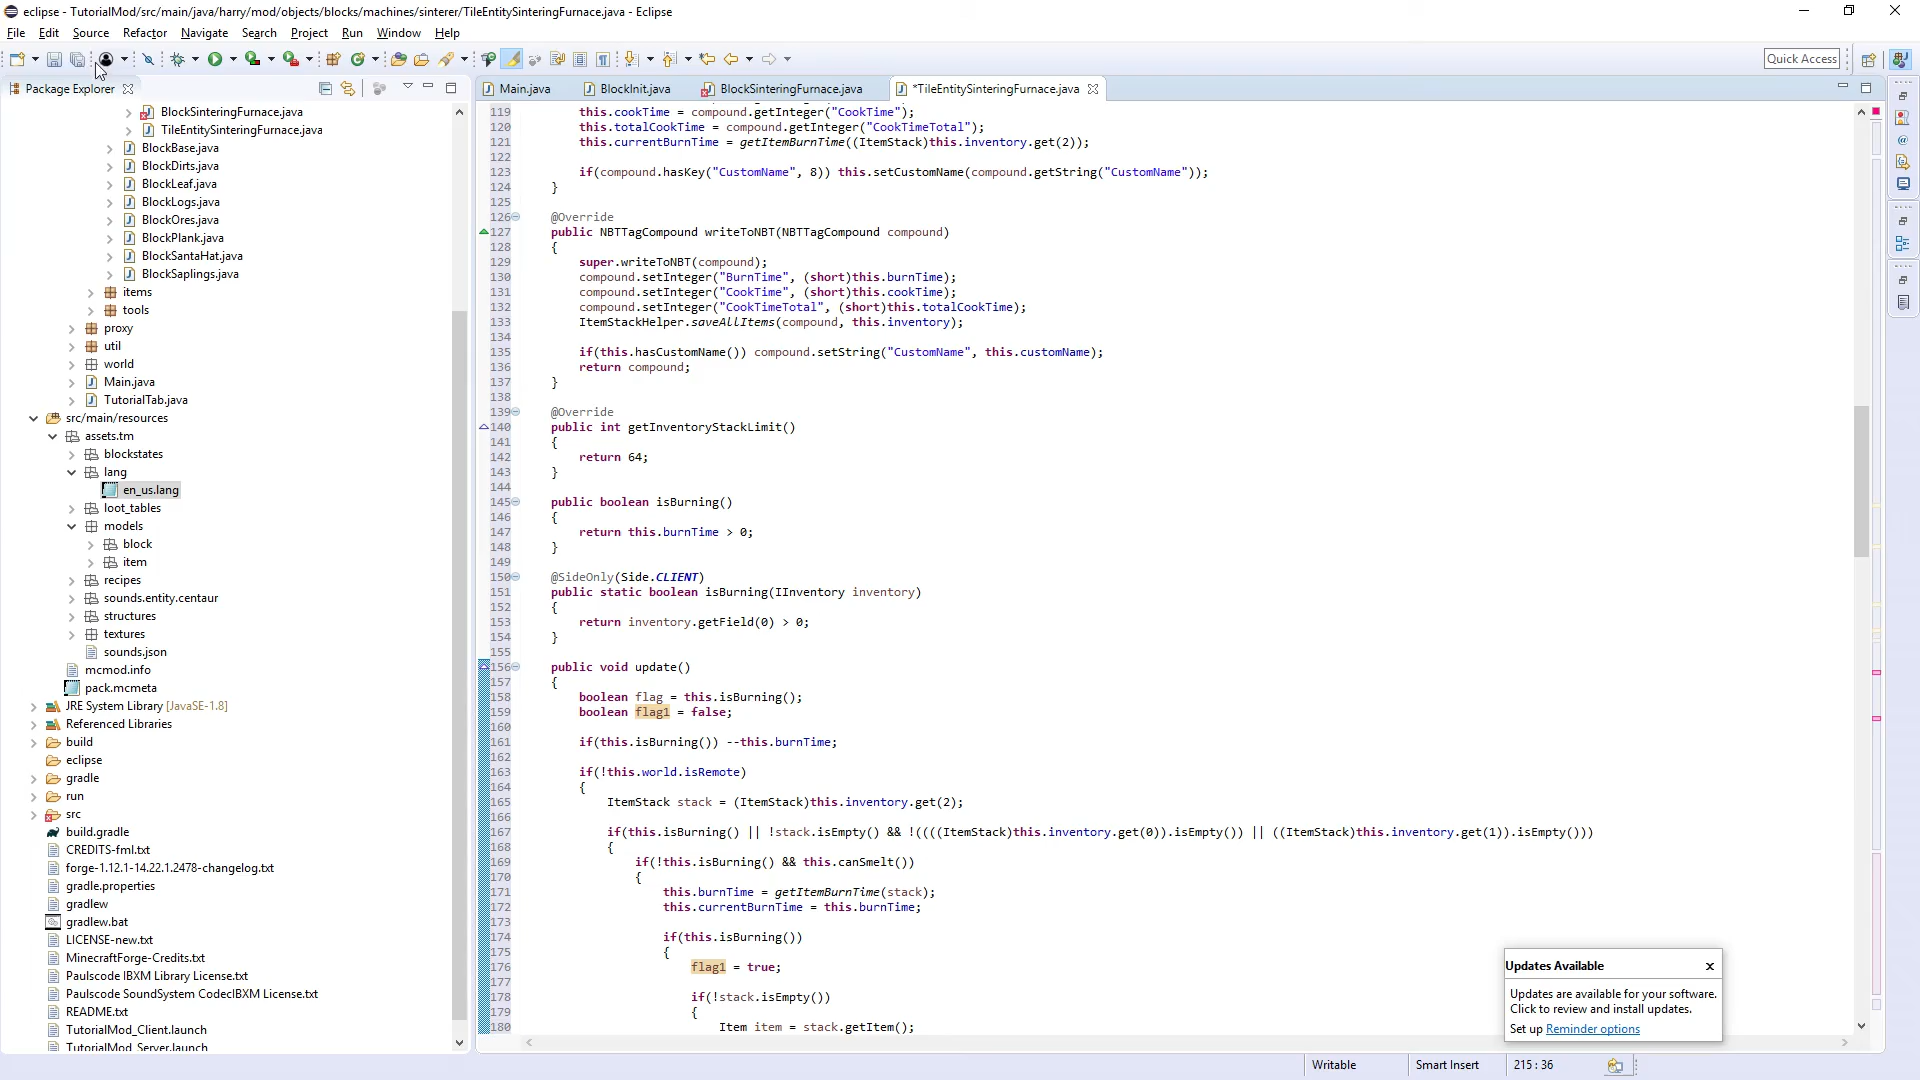 eclipse - TutorialMod/src/main/java/harry/mod/objects/blocks/machines/sinterer/TileEntitySinteringFurnace.java - Eclipse
File Edit Source Refactor Navigate Search Project Run Window Help
Quick Access
Package Explorer
Main.java BlockInit.java BlockSinteringFurnace.java *TileEntitySinteringFurnace.java
BlockSinteringFurnace.java
TileEntitySinteringFurnace.java
BlockBase.java
BlockDirts.java
BlockLeaf.java
BlockLogs.java
BlockOres.java
BlockPlank.java
BlockSantaHat.java
BlockSaplings.java
items
tools
proxy
util
world
Main.java
TutorialTab.java
src/main/resources
assets.tm
blockstates
lang
en_us.lang
loot_tables
models
block
item
recipes
sounds.entity.centaur
structures
textures
sounds.json
mcmod.info
pack.mcmeta
JRE System Library [JavaSE-1.8]
Referenced Libraries
build
eclipse
gradle
run
src
build.gradle
CREDITS-fml.txt
forge-1.12.1-14.22.1.2478-changelog.txt
gradle.properties
gradlew
gradlew.bat
LICENSE-new.txt
MinecraftForge-Credits.txt
Paulscode IBXM Library License.txt
Paulscode SoundSystem CodecIBXM License.txt
README.txt
TutorialMod_Client.launch
TutorialMod_Server.launch
119 this.cookTime = compound.getInteger("CookTime");
120 this.totalCookTime = compound.getInteger("CookTimeTotal");
121 this.currentBurnTime = getItemBurnTime((ItemStack)this.inventory.get(2));
122
123 if(compound.hasKey("CustomName", 8)) this.setCustomName(compound.getString("CustomName"));
124 }
125
126 @Override
127 public NBTTagCompound writeToNBT(NBTTagCompound compound)
128 {
129 super.writeToNBT(compound);
130 compound.setInteger("BurnTime", (short)this.burnTime);
131 compound.setInteger("CookTime", (short)this.cookTime);
132 compound.setInteger("CookTimeTotal", (short)this.totalCookTime);
133 ItemStackHelper.saveAllItems(compound, this.inventory);
134
135 if(this.hasCustomName()) compound.setString("CustomName", this.customName);
136 return compound;
137 }
138
139 @Override
140 public int getInventoryStackLimit()
141 {
142 return 64;
143 }
144
145 public boolean isBurning()
146 {
147 return this.burnTime > 0;
148 }
149
150 @SideOnly(Side.CLIENT)
151 public static boolean isBurning(IInventory inventory)
152 {
153 return inventory.getField(0) > 0;
154 }
155
156 public void update()
157 {
158 boolean flag = this.isBurning();
159 boolean flag1 = false;
160
161 if(this.isBurning()) --this.burnTime;
162
163 if(!this.world.isRemote)
164 {
165 ItemStack stack = (ItemStack)this.inventory.get(2);
166
167 if(this.isBurning() || !stack.isEmpty() && !((((ItemStack)this.inventory.get(0)).isEmpty()) || ((ItemStack)this.inventory.get(1)).isEmpty()))
168 {
169 if(!this.isBurning() && this.canSmelt())
170 {
171 this.burnTime = getItemBurnTime(stack);
172 this.currentBurnTime = this.burnTime;
173
174 if(this.isBurning())
175 {
176 flag1 = true;
177
178 if(!stack.isEmpty())
179 {
180 Item item = stack.getItem();
Updates Available x
Updates are available for your software.
Click to review and install updates.
Set up Reminder options
Writable Smart Insert 215 : 36